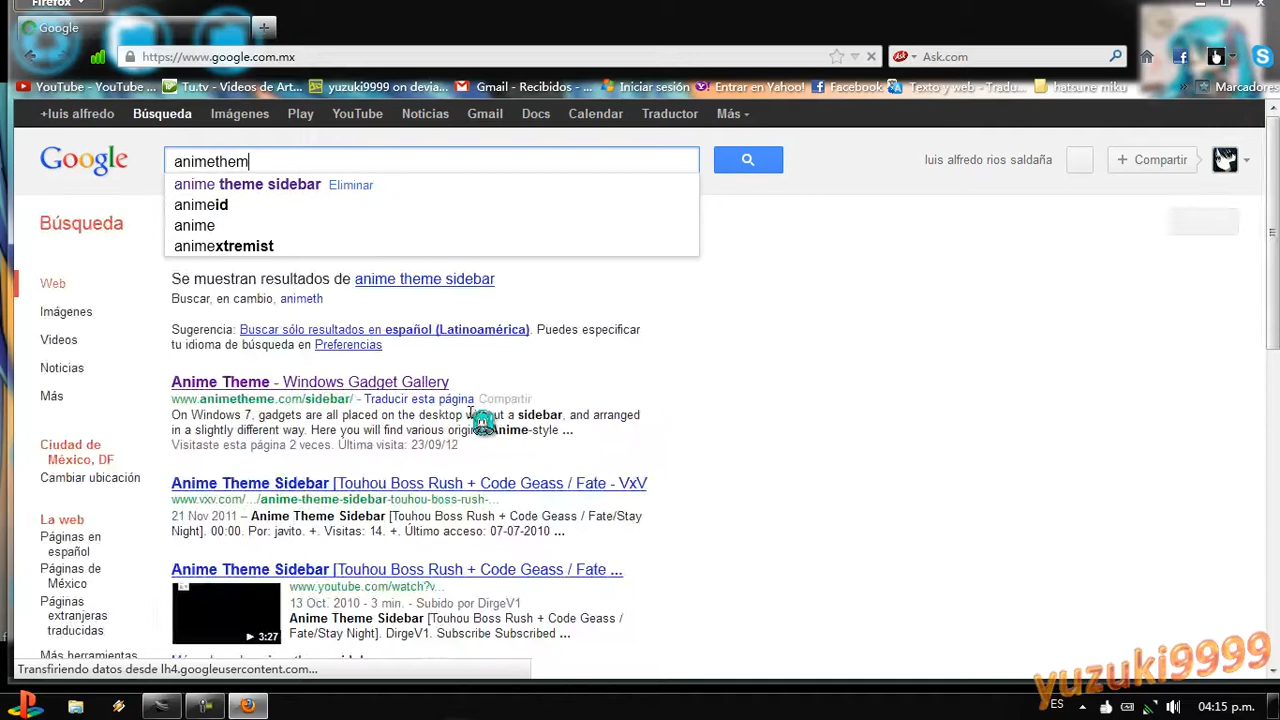 Firefox
Google
https://www.google.com.mx
Ask.com
YouTube - YouTube ...
Tu.tv - Videos de Art...
yuzuki9999 on devia...
Gmail - Recibidos - ...
Iniciar sesión
Entrar en Yahoo!
Facebook
Texto y web - Tradu...
hatsune miku
Marcadores
+luis alfredo
Búsqueda
Imágenes
Play
YouTube
Noticias
Gmail
Docs
Calendar
Traductor
Más
Google
animethem
luis alfredo rios saldaña
+ Compartir
anime theme sidebar Eliminar
animeid
anime
animextremist
Búsqueda
Web
Imágenes
Videos
Noticias
Más
Ciudad de
México, DF
Cambiar ubicación
La web
Páginas en
español
Páginas de
México
Páginas
extranjeras
traducidas
Más herramientas
Se muestran resultados de anime theme sidebar
Buscar, en cambio, animeth
Sugerencia: Buscar sólo resultados en español (Latinoamérica). Puedes especificar
tu idioma de búsqueda en Preferencias
Anime Theme - Windows Gadget Gallery
www.animetheme.com/sidebar/ - Traducir esta página Compartir
On Windows 7, gadgets are all placed on the desktop without a sidebar, and arranged
in a slightly different way. Here you will find various original Anime-style ...
Visitaste esta página 2 veces. Última visita: 23/09/12
Anime Theme Sidebar [Touhou Boss Rush + Code Geass / Fate - VxV
www.vxv.com/.../anime-theme-sidebar-touhou-boss-rush-...
21 Nov 2011 – Anime Theme Sidebar [Touhou Boss Rush + Code Geass / Fate/Stay
Night]. 00:00. Por: javito. +. Visitas: 14. +. Último acceso: 07-07-2010 ...
Anime Theme Sidebar [Touhou Boss Rush + Code Geass / Fate ...
www.youtube.com/watch?v...
13 Oct. 2010 - 3 min. - Subido por DirgeV1
Anime Theme Sidebar [Touhou Boss Rush + Code Geass /
Fate/Stay Night]. DirgeV1. Subscribe Subscribed ...
3:27
Transfiriendo datos desde lh4.googleusercontent.com...
yuzuki9999
ES
04:15 p.m.